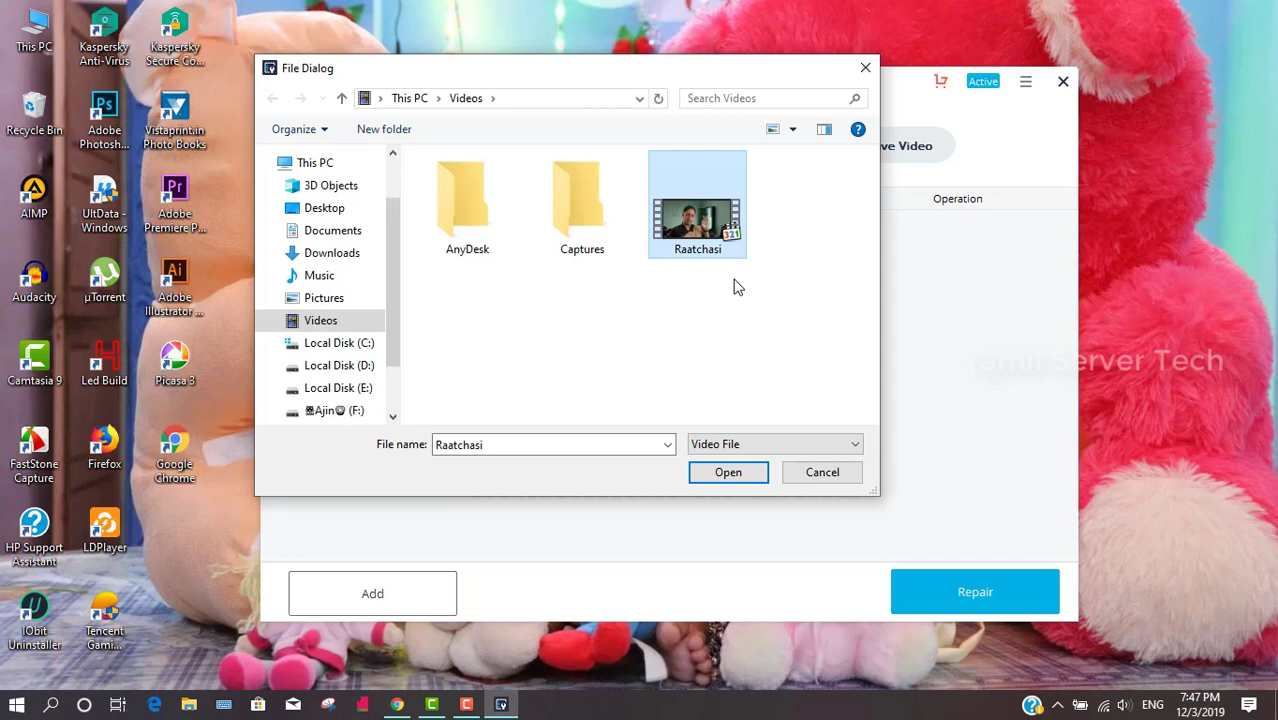 This PC
Kaspersky
Anti-Virus
Kaspersky
Secure Co...
Recycle Bin
Adobe
Photosh...
Vistaprint.in
Photo Books
AIMP
UltData -
Windows
Adobe
Premiere P...
Audacity
µTorrent
Adobe
Illustrator ...
Camtasia 9
Led Build
Picasa 3
FastStone
Capture
Firefox
Google
Chrome
HP Support
Assistant
LDPlayer
IObit
Uninstaller
Tencent
Gami...
File Dialog
This PC > Videos >
Search Videos
Organize
New folder
This PC
3D Objects
Desktop
Documents
Downloads
Music
Pictures
Videos
Local Disk (C:)
Local Disk (D:)
Local Disk (E:)
(F:)
AnyDesk
Captures
321
Raatchasi
File name:
Raatchasi
Video File
Open
Cancel
Active
Video
Operation
Server Tech
Add
Repair
ENG
7:47 PM
12/3/2019